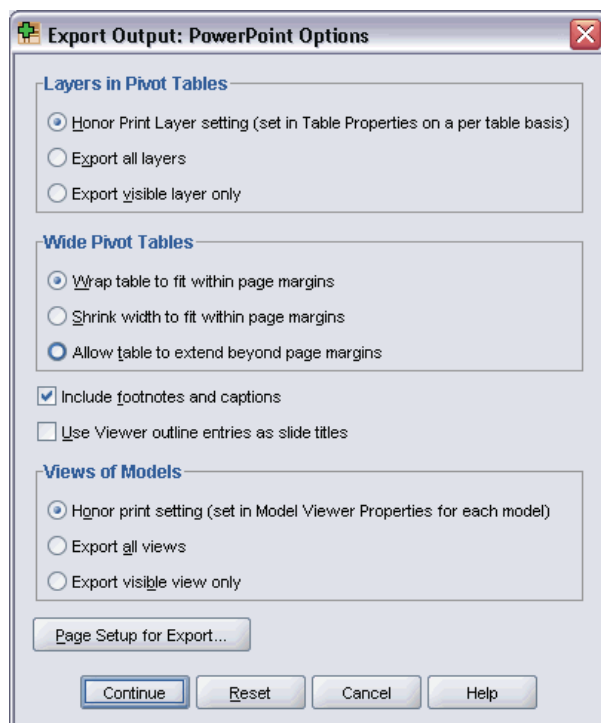 Export Output: PowerPoint Options
Layers in Pivot Tables
Honor Print Layer setting (set in Table Properties on a per table basis)
Export all layers
Export visible layer only
Wide Pivot Tables
Wrap table to fit within page margins
Shrink width to fit within page margins
Allow table to extend beyond page margins
Include footnotes and captions
Use Viewer outline entries as slide titles
Views of Models
Honor print setting (set in Model Viewer Properties for each model)
Export all views
Export visible view only
Page Setup for Export...
Continue Reset Cancel Help